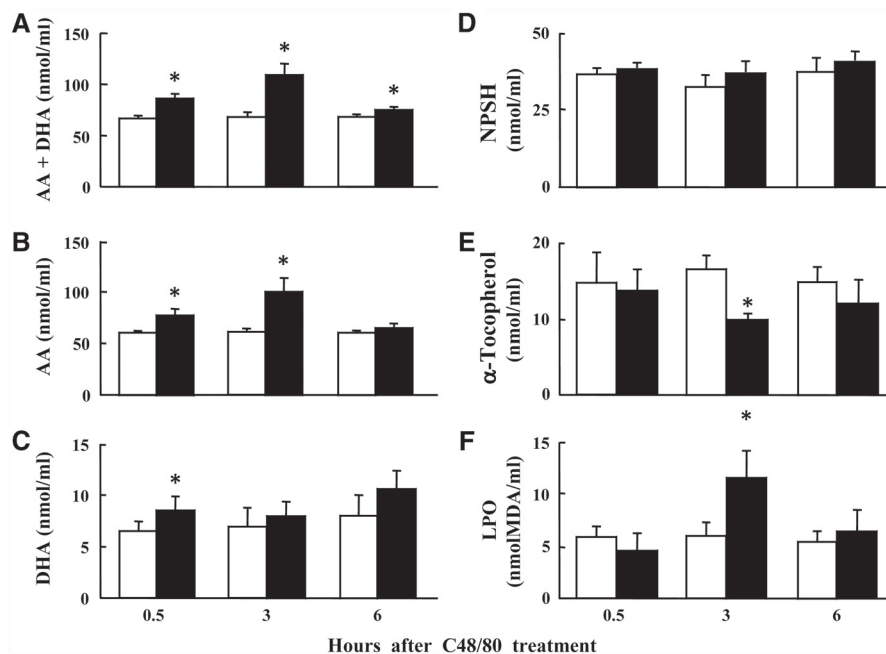 A
AA + DHA (nmol/ml)
150
100
50
0
*
*
*
B
AA (nmol/ml)
150
100
50
0
*
*
C
DHA (nmol/ml)
15
10
5
0
*
0.5
3
6
D
NPSH
(nmol/ml)
50
25
0
E
α-Tocopherol
(nmol/ml)
20
10
0
*
F
LPO
(nmolMDA/ml)
15
10
5
0
*
0.5
3
6
Hours after C48/80 treatment